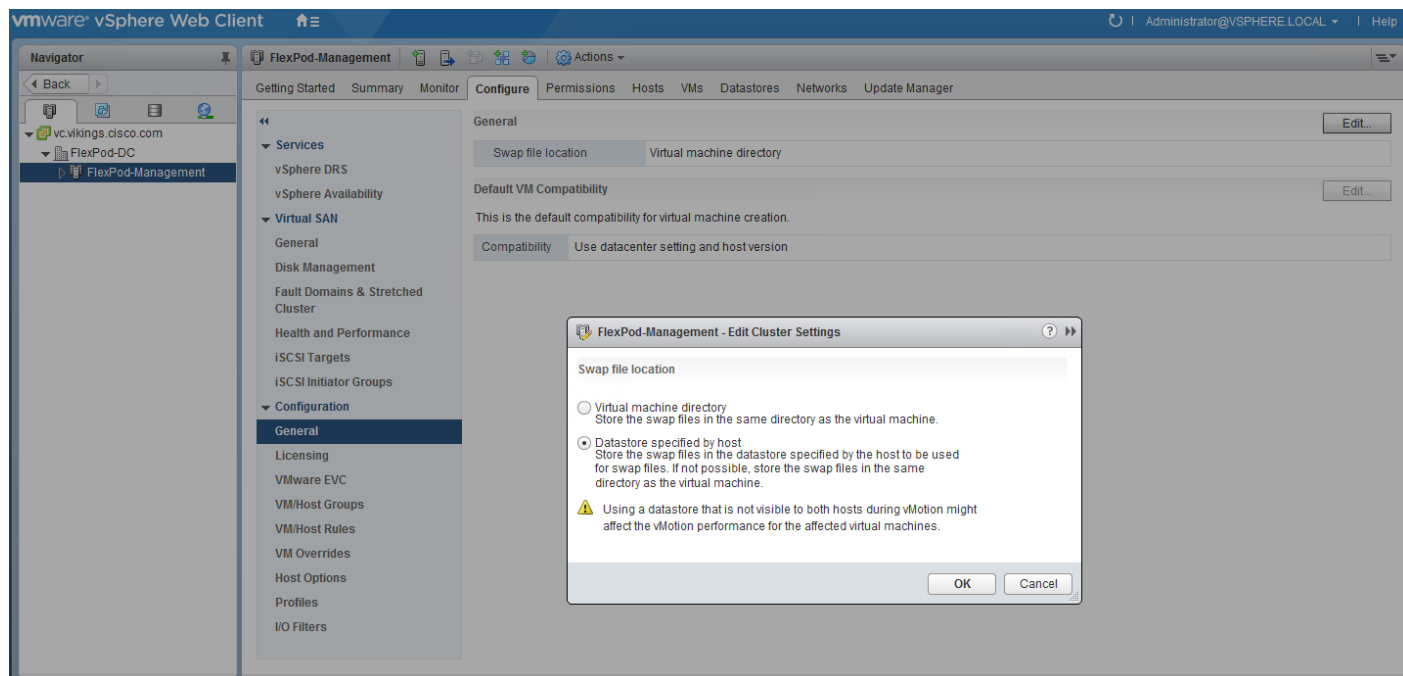 vmware® vSphere Web Client
Administrator@VSPHERE.LOCAL
Help
Navigator
Back
vc.vikings.cisco.com
FlexPod-DC
FlexPod-Management
FlexPod-Management
Actions
Getting Started Summary Monitor Configure Permissions Hosts VMs Datastores Networks Update Manager
Services
vSphere DRS
vSphere Availability
Virtual SAN
General
Disk Management
Fault Domains & Stretched
Cluster
Health and Performance
iSCSI Targets
iSCSI Initiator Groups
Configuration
General
Licensing
VMware EVC
VM/Host Groups
VM/Host Rules
VM Overrides
Host Options
Profiles
I/O Filters
General
Edit...
Swap file location Virtual machine directory
Default VM Compatibility
Edit...
This is the default compatibility for virtual machine creation.
Compatibility Use datacenter setting and host version
FlexPod-Management - Edit Cluster Settings
?
Swap file location
Virtual machine directory
Store the swap files in the same directory as the virtual machine.
Datastore specified by host
Store the swap files in the datastore specified by the host to be used
for swap files. If not possible, store the swap files in the same
directory as the virtual machine.
Using a datastore that is not visible to both hosts during vMotion might
affect the vMotion performance for the affected virtual machines.
OK
Cancel